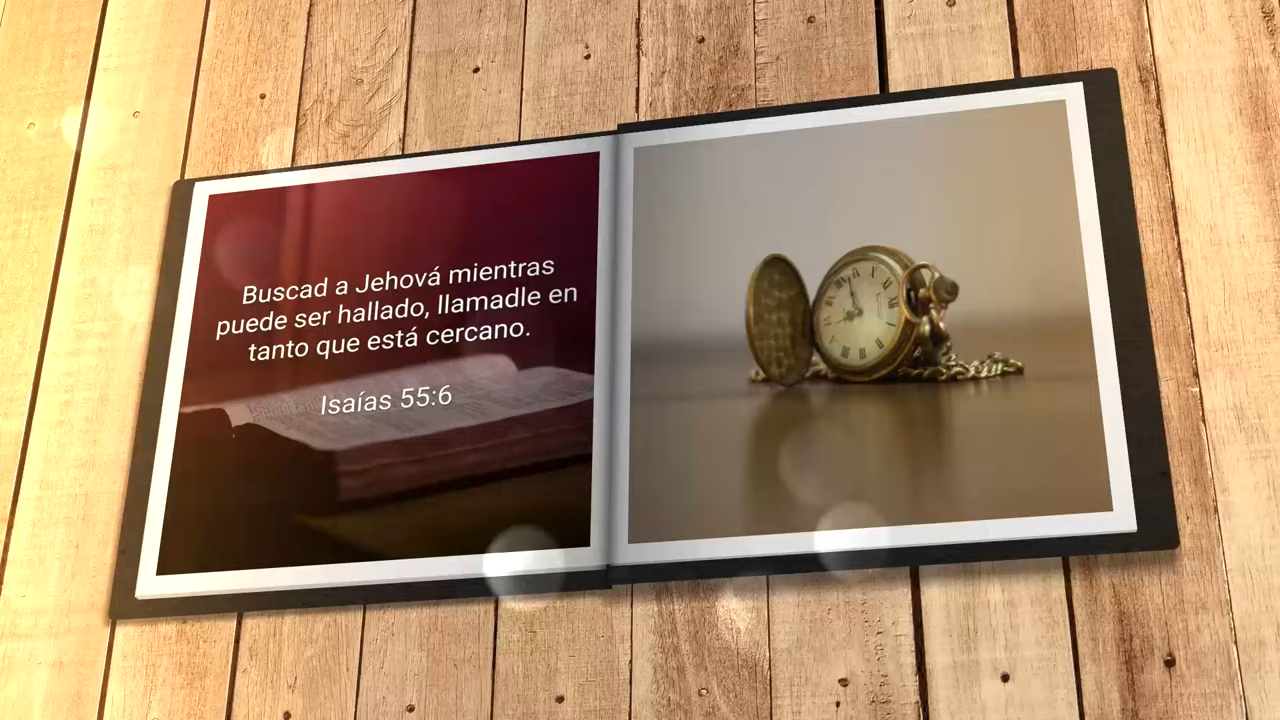 Buscad a Jehová mientras
puede ser hallado, llamadle en
tanto que está cercano.
Isaías 55:6